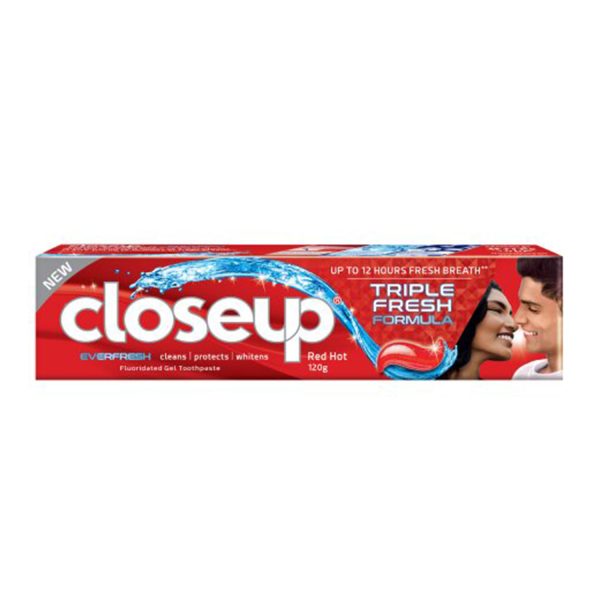 NEW
closeup®
EVERFRESH cleans | protects | whitens
Fluoridated Gel Toothpaste
Red Hot
120g
UP TO 12 HOURS FRESH BREATH**
TRIPLE
FRESH
FORMULA